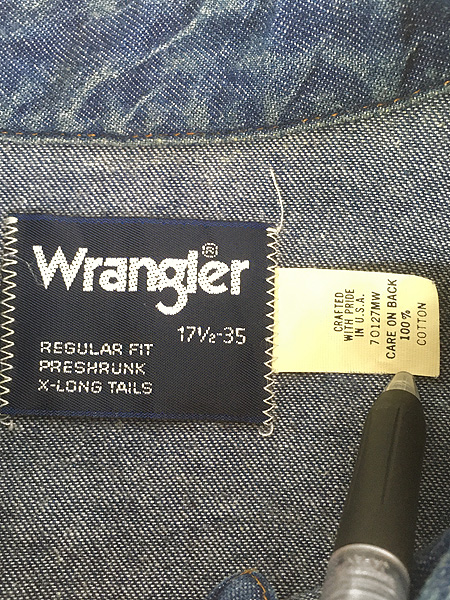 Wrangler®
17½-35
REGULAR FIT
PRESHRUNK
X-LONG TAILS
CRAFTED
WITH PRIDE
IN U.S.A.
70127MW
CARE ON BACK
100%
COTTON